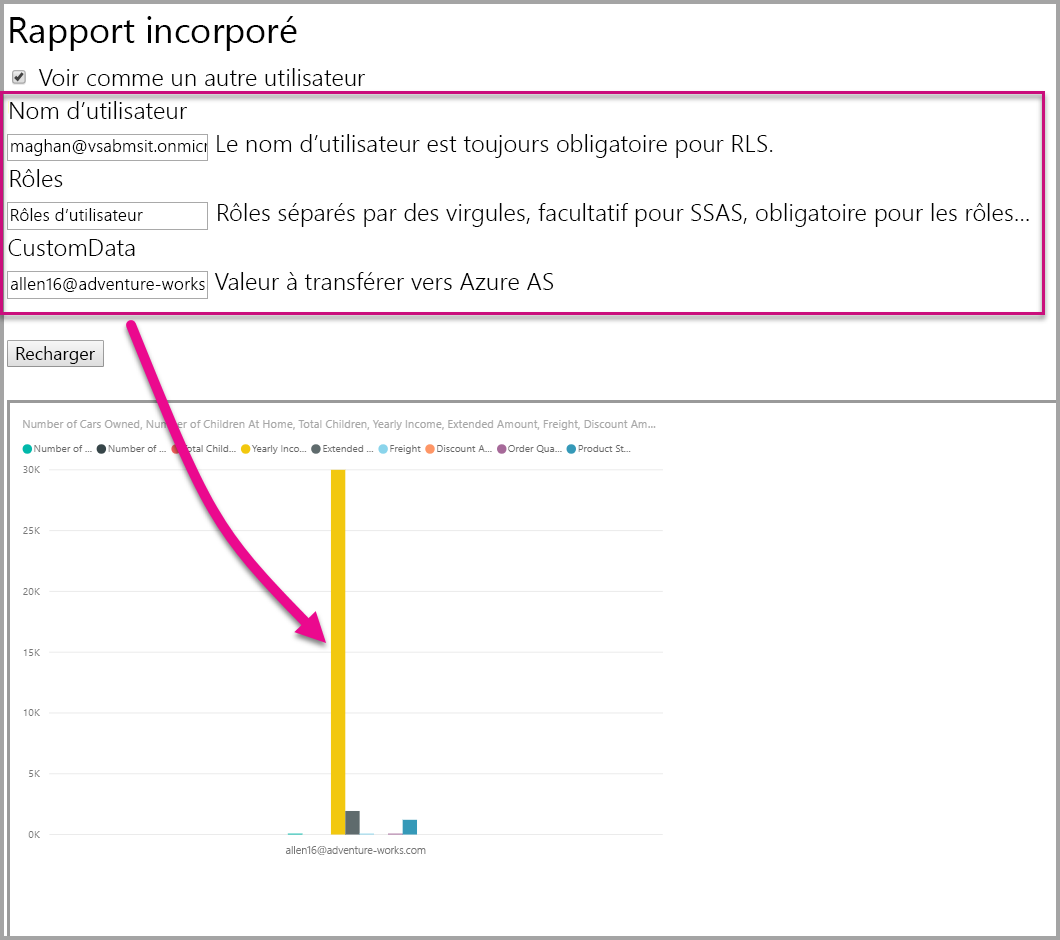 Rapport incorporé
Voir comme un autre utilisateur
Nom d’utilisateur
maghan@vsabmsit.onmicr Le nom d’utilisateur est toujours obligatoire pour RLS.
Rôles
Rôles d’utilisateur Rôles séparés par des virgules, facultatif pour SSAS, obligatoire pour les rôles...
CustomData
allen16@adventure-works Valeur à transférer vers Azure AS
Recharger
Number of Cars Owned, Number of Children At Home, Total Children, Yearly Income, Extended Amount, Freight, Discount Am...
Number of ... Number of ... Total Child... Yearly Inco... Extended ... Freight Discount A... Order Qua... Product St...
30K
25K
20K
15K
10K
5K
0K
allen16@adventure-works.com